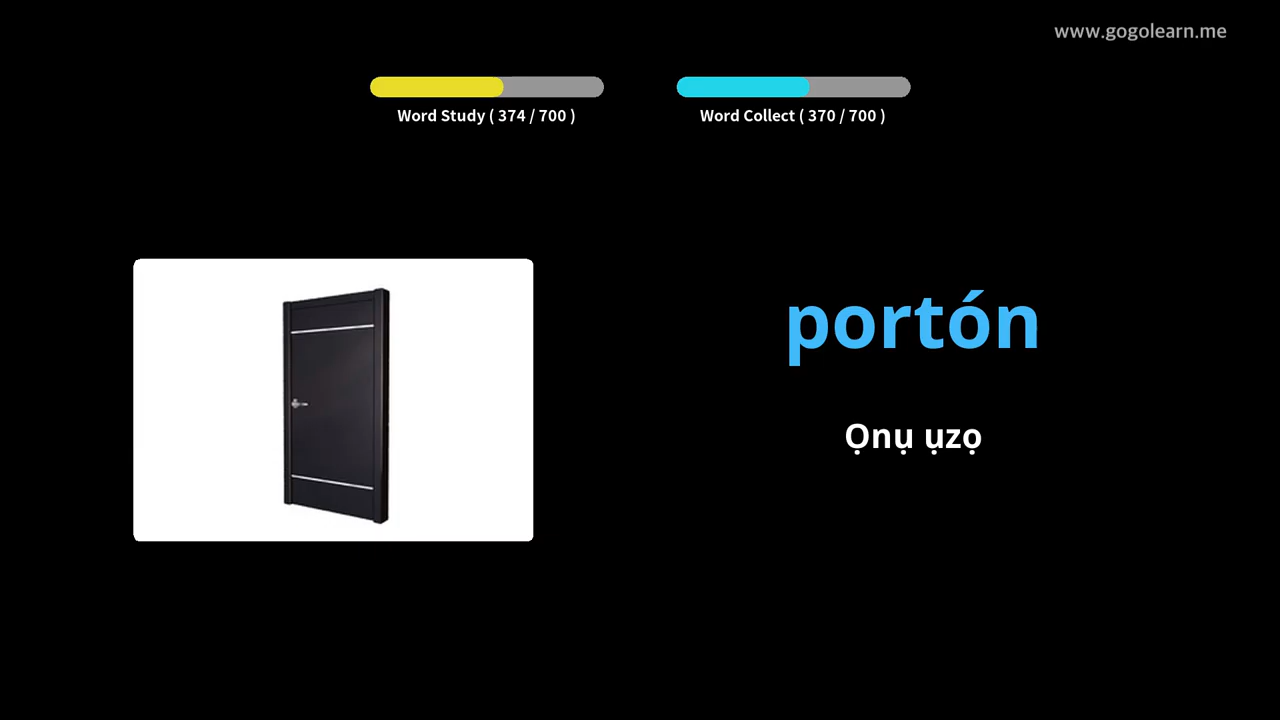 www.gogolearn.me
Word Study ( 374 / 700 )
Word Collect ( 370 / 700 )
portón
Ọnụ ụzọ